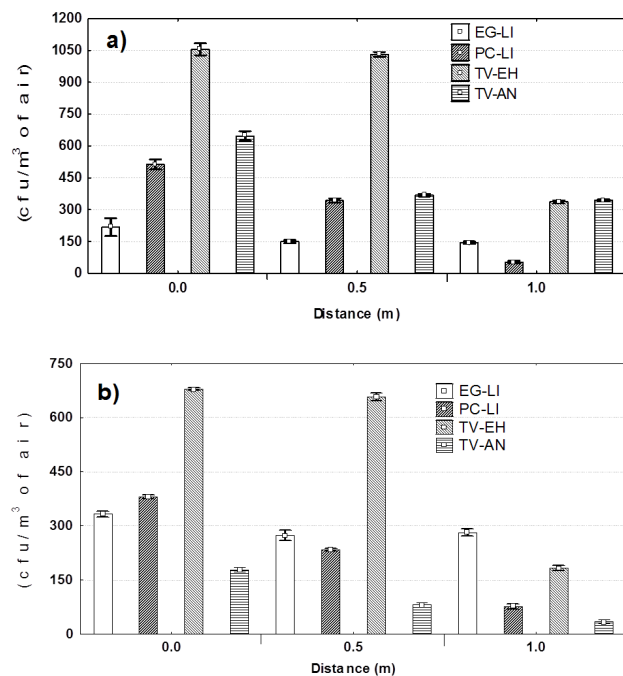 a)
(cfu/m³ of air)
1200
1050
900
750
600
450
300
150
0
EG-LI
PC-LI
TV-EH
TV-AN
0.0 0.5 1.0
Distance (m)
b)
(cfu/m³ of air)
750
600
450
300
150
0
EG-LI
PC-LI
TV-EH
TV-AN
0.0 0.5 1.0
Distance (m)